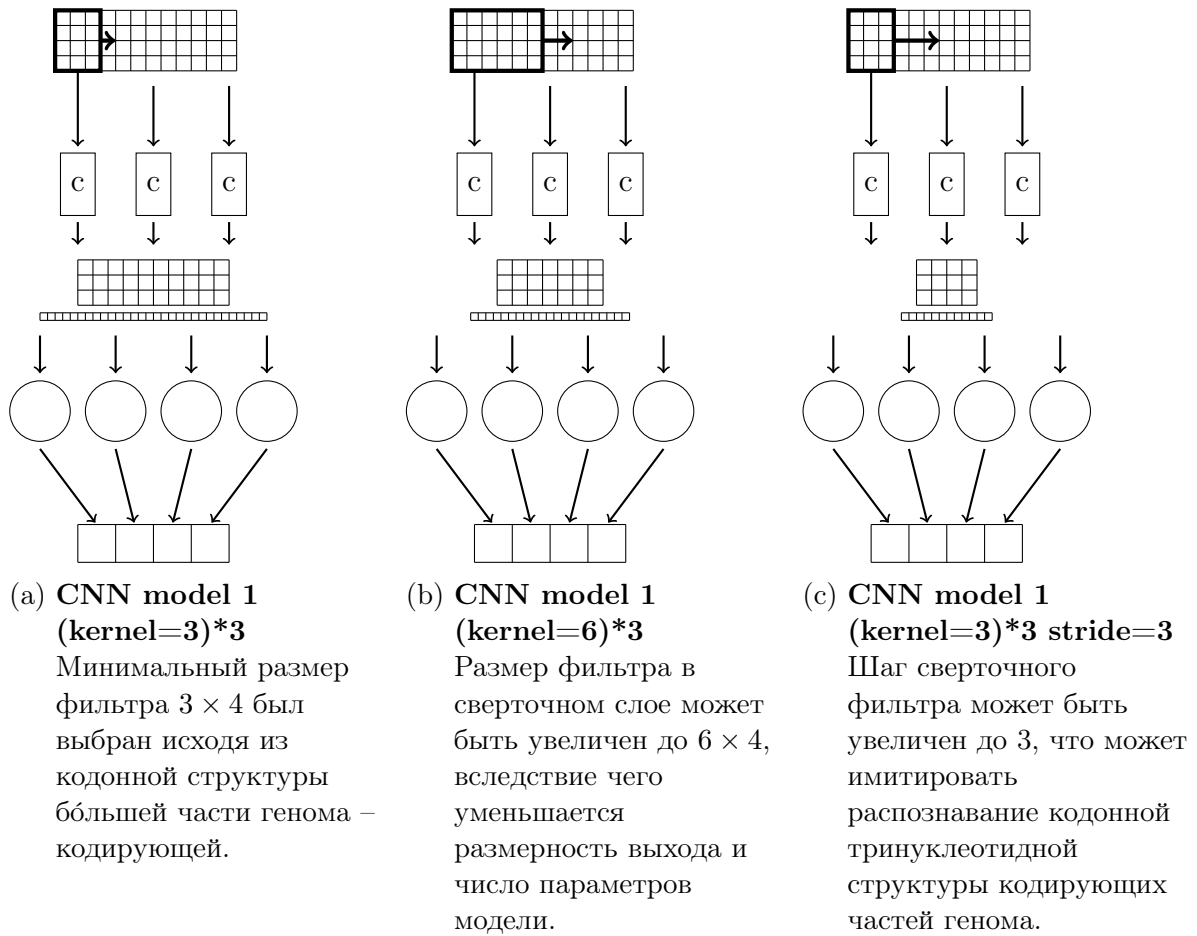 c c c
c c c
c c c
(a) CNN model 1
(kernel=3)*3
Минимальный размер
фильтра 3 × 4 был
выбран исходя из
кодонной структуры
бо́льшей части генома –
кодирующей.
(b) CNN model 1
(kernel=6)*3
Размер фильтра в
сверточном слое может
быть увеличен до 6 × 4,
вследствие чего
уменьшается
размерность выхода и
число параметров
модели.
(c) CNN model 1
(kernel=3)*3 stride=3
Шаг сверточного
фильтра может быть
увеличен до 3, что может
имитировать
распознавание кодонной
тринуклеотидной
структуры кодирующих
частей генома.